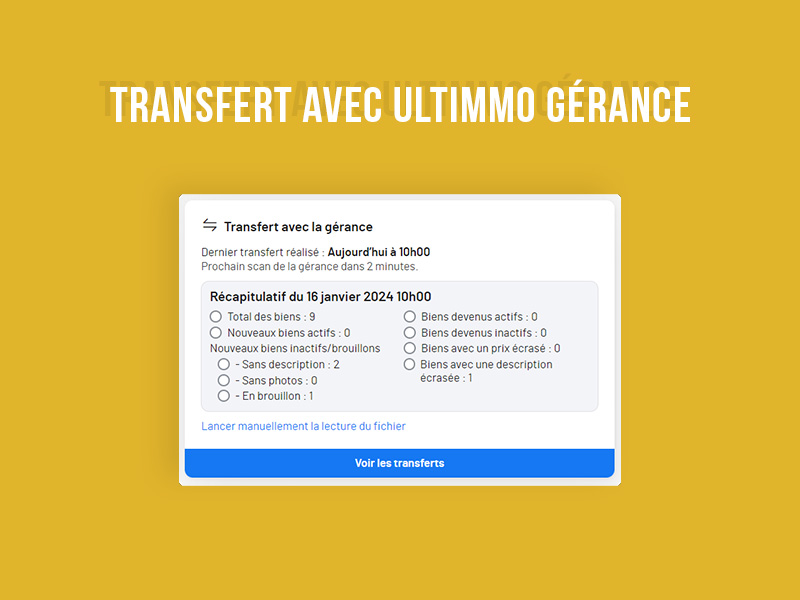 TRANSFERT AVEC ULTIMMO GÉRANCE
Transfert avec la gérance
Dernier transfert réalisé : Aujourd'hui à 10h00
Prochain scan de la gérance dans 2 minutes.
Récapitulatif du 16 janvier 2024 10h00
Total des biens : 9
Nouveaux biens actifs : 0
Nouveaux biens inactifs/brouillons
- Sans description : 2
- Sans photos : 0
- En brouillon : 1
Biens devenus actifs : 0
Biens devenus inactifs : 0
Biens avec un prix écrasé : 0
Biens avec une description
écrasée : 1
Lancer manuellement la lecture du fichier
Voir les transferts